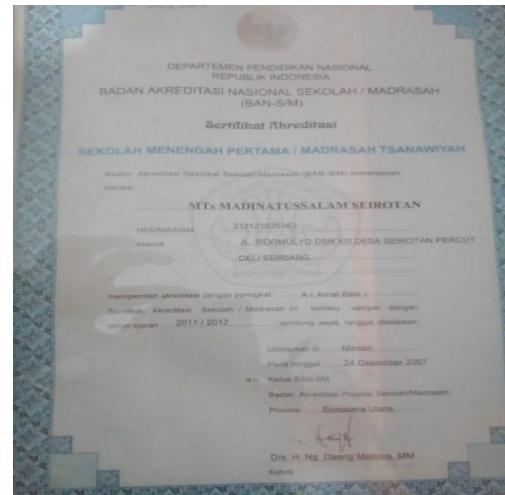 DEPARTEMEN PENDIDIKAN NASIONAL
REPUBLIK INDONESIA
BADAN AKREDITASI NASIONAL SEKOLAH / MADRASAH
(BAN-S/M)
Sertifikat Akreditasi
SEKOLAH MENENGAH PERTAMA / MADRASAH TSANAWIYAH
Badan Akreditasi Nasional Sekolah/Madrasah (BAN-S/M) menetapkan
bahwa
MTs MADINATUSSALAM SEIROTAN
NSS/NIS/NSM 212121026163
Alamat JL. SIDOMULYO DSN XIII DESA SEIROTAN PERCUT
DELI SERDANG
memperoleh akreditasi dengan peringkat A ( Amat Baik )
Sertifikat Akreditasi Sekolah / Madrasah ini berlaku sampai dengan
tahun ajaran 2011 / 2012 terhitung sejak tanggal ditetapkan.
Ditetapkan di Medan
Pada tanggal 24 Desember 2007
a.n. Ketua BAN-SM
Badan Akreditasi Provinsi Sekolah/Madrasah
Provinsi Sumatera Utara
Drs. H. Ng. Daeng Malewa, MM
Ketua